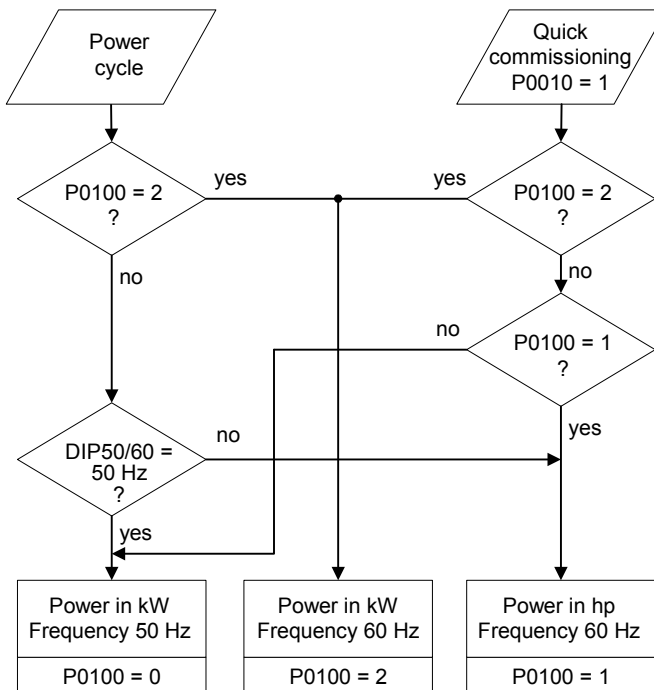 Power
cycle
Quick
commissioning
P0010 = 1
P0100 = 2
?
yes
yes
P0100 = 2
?
no
no
no
P0100 = 1
?
yes
DIP50/60 =
50 Hz
?
no
yes
Power in kW
Frequency 50 Hz
P0100 = 0
Power in kW
Frequency 60 Hz
P0100 = 2
Power in hp
Frequency 60 Hz
P0100 = 1